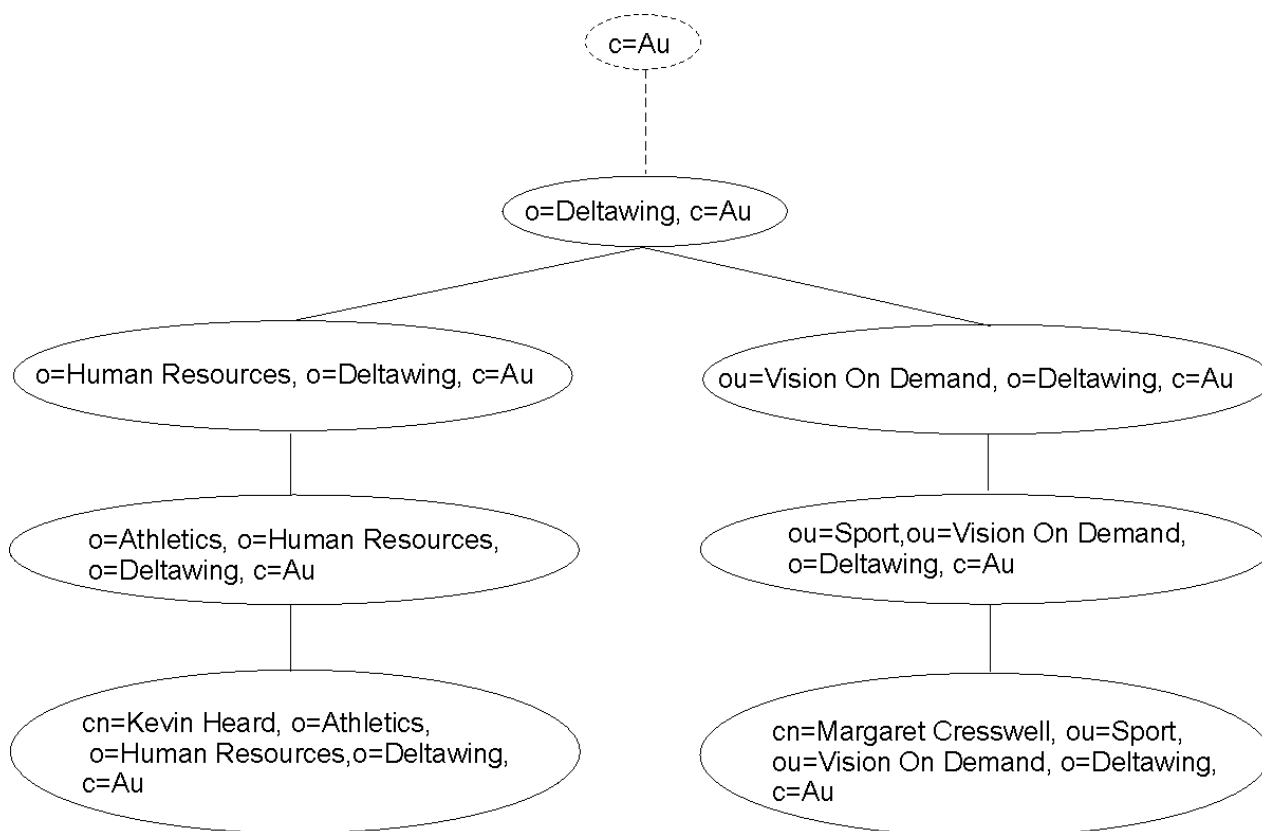 c=Au
o=Deltawing, c=Au
o=Human Resources, o=Deltawing, c=Au
ou=Vision On Demand, o=Deltawing, c=Au
o=Athletics, o=Human Resources,
o=Deltawing, c=Au
ou=Sport,ou=Vision On Demand,
o=Deltawing, c=Au
cn=Kevin Heard, o=Athletics,
o=Human Resources,o=Deltawing,
c=Au
cn=Margaret Cresswell, ou=Sport,
ou=Vision On Demand, o=Deltawing,
c=Au